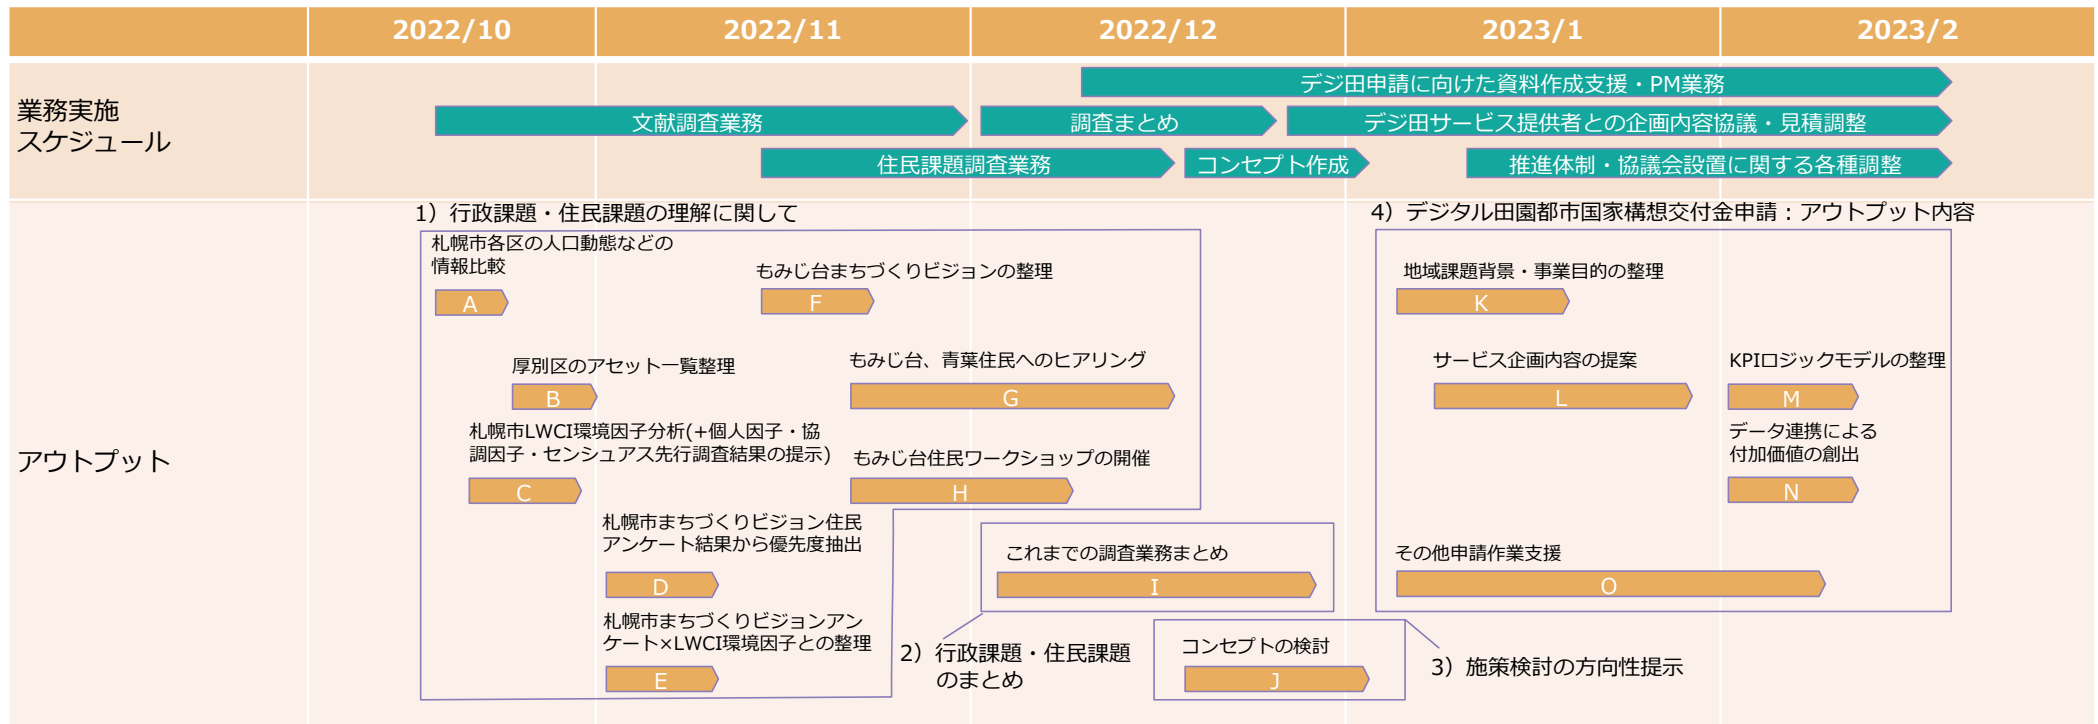 2022/10
2022/11
2022/12
2023/1
2023/2
業務実施
スケジュール
デジ田申請に向けた資料作成支援・PM業務
文献調査業務
調査まとめ
デジ田サービス提供者との企画内容協議・見積調整
住民課題調査業務
コンセプト作成
推進体制・協議会設置に関する各種調整
アウトプット
1）行政課題・住民課題の理解に関して
札幌市各区の人口動態などの
情報比較
A
もみじ台まちづくりビジョンの整理
F
厚別区のアセット一覧整理
B
もみじ台、青葉住民へのヒアリング
G
札幌市LWCI環境因子分析(+個人因子・協
調因子・センシュアス先行調査結果の提示)
C
もみじ台住民ワークショップの開催
H
札幌市まちづくりビジョン住民
アンケート結果から優先度抽出
D
札幌市まちづくりビジョンアン
ケート×LWCI環境因子との整理
E
これまでの調査業務まとめ
I
2）行政課題・住民課題
のまとめ
コンセプトの検討
J
3）施策検討の方向性提示
4）デジタル田園都市国家構想交付金申請：アウトプット内容
地域課題背景・事業目的の整理
K
サービス企画内容の提案
L
KPIロジックモデルの整理
M
データ連携による
付加価値の創出
N
その他申請作業支援
O